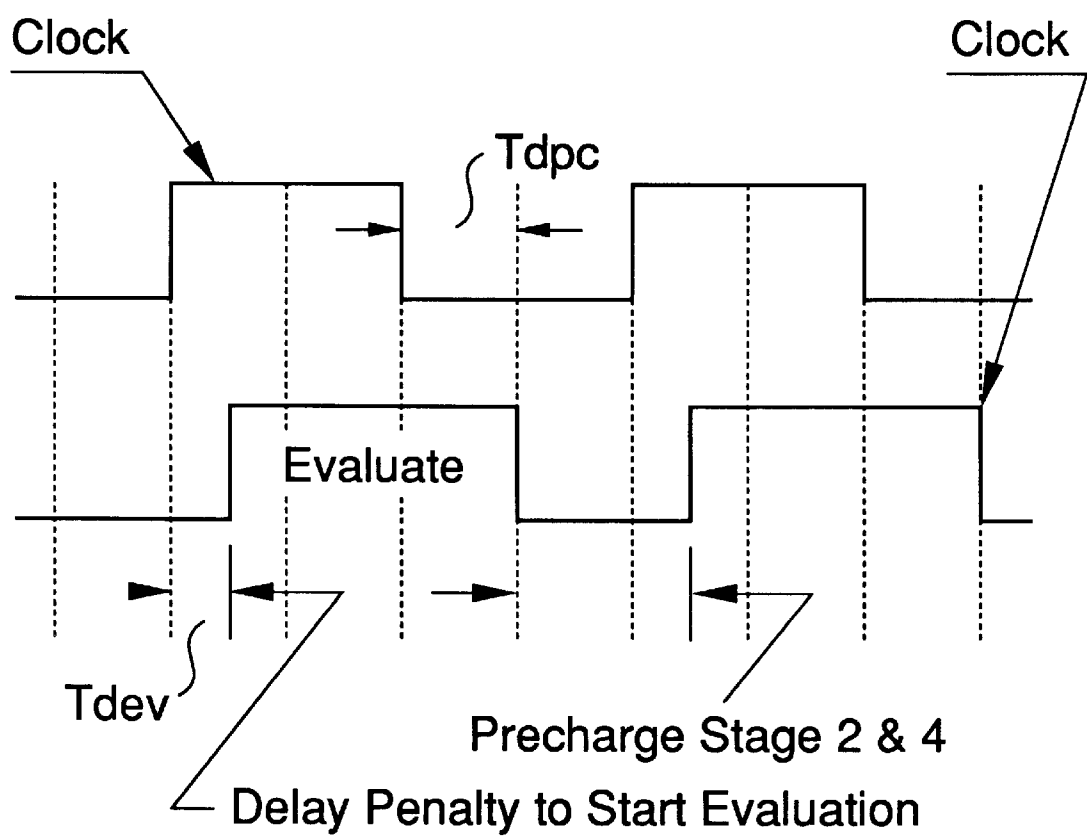 Clock
Clock
Tdpc
Evaluate
Tdev
Precharge Stage 2 & 4
Delay Penalty to Start Evaluation